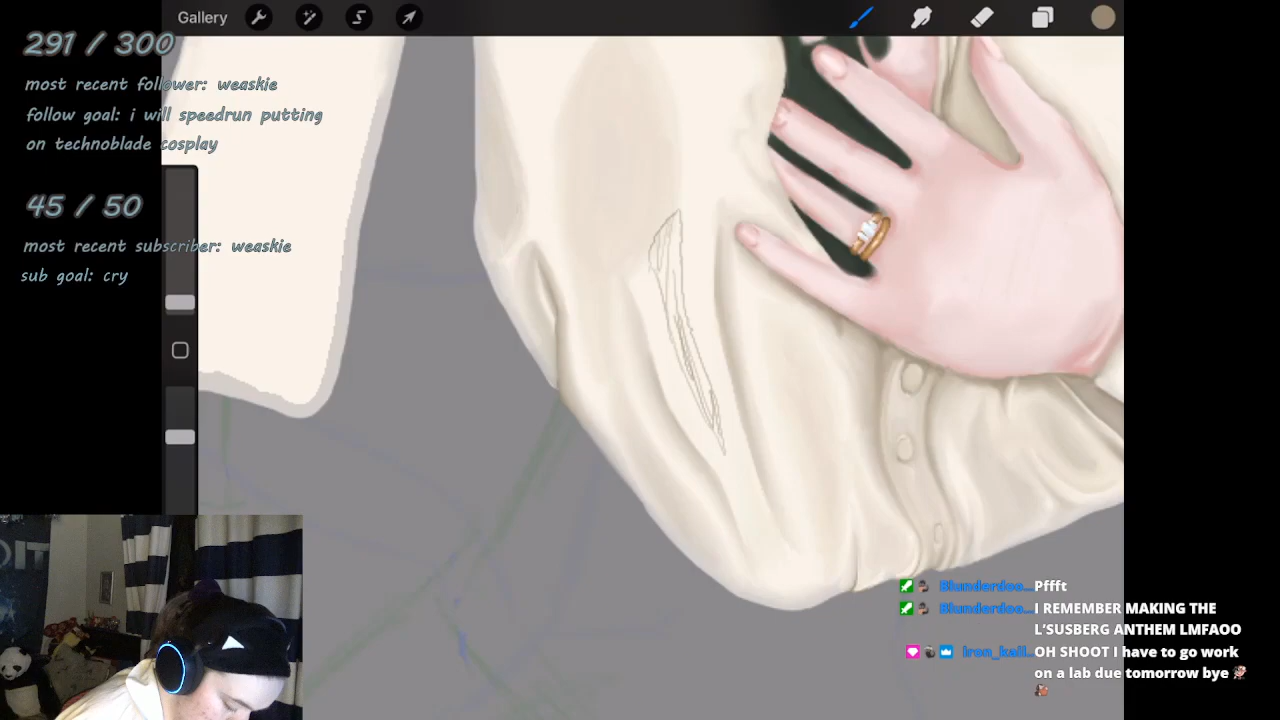 Gallery
291 / 300
most recent follower: weaskie
follow goal: i will speedrun putting
on technoblade cosplay
45 / 50
most recent subscriber: weaskie
sub goal: cry
Blunderdoo... Pffft
Blunderdoo... I REMEMBER MAKING THE
L'SUSBERG ANTHEM LMFAOO
OH SHOOT I have to go work
on a lab due tomorrow bye